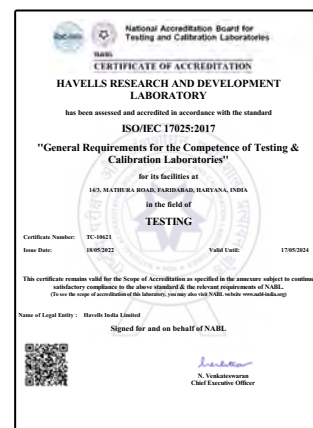 National Accreditation Board for
Testing and Calibration Laboratories
NABL
CERTIFICATE OF ACCREDITATION
HAVELLS RESEARCH AND DEVELOPMENT
LABORATORY
has been assessed and accredited in accordance with the standard
ISO/IEC 17025:2017
"General Requirements for the Competence of Testing &
Calibration Laboratories"
for its facilities at
14/3, MATHURA ROAD, FARIDABAD, HARYANA, INDIA
in the field of
TESTING
Certificate Number: TC-10621
Issue Date: 18/05/2022 Valid Until: 17/05/2024
This certificate remains valid for the Scope of Accreditation as specified in the annexure subject to continu
satisfactory compliance to the above standard & the relevant requirements of NABL.
(To see the scope of accreditation of this laboratory, you may also visit NABL website www.nabl-india.org)
Name of Legal Entity : Havells India Limited
Signed for and on behalf of NABL
N. Venkateswaran
Chief Executive Officer